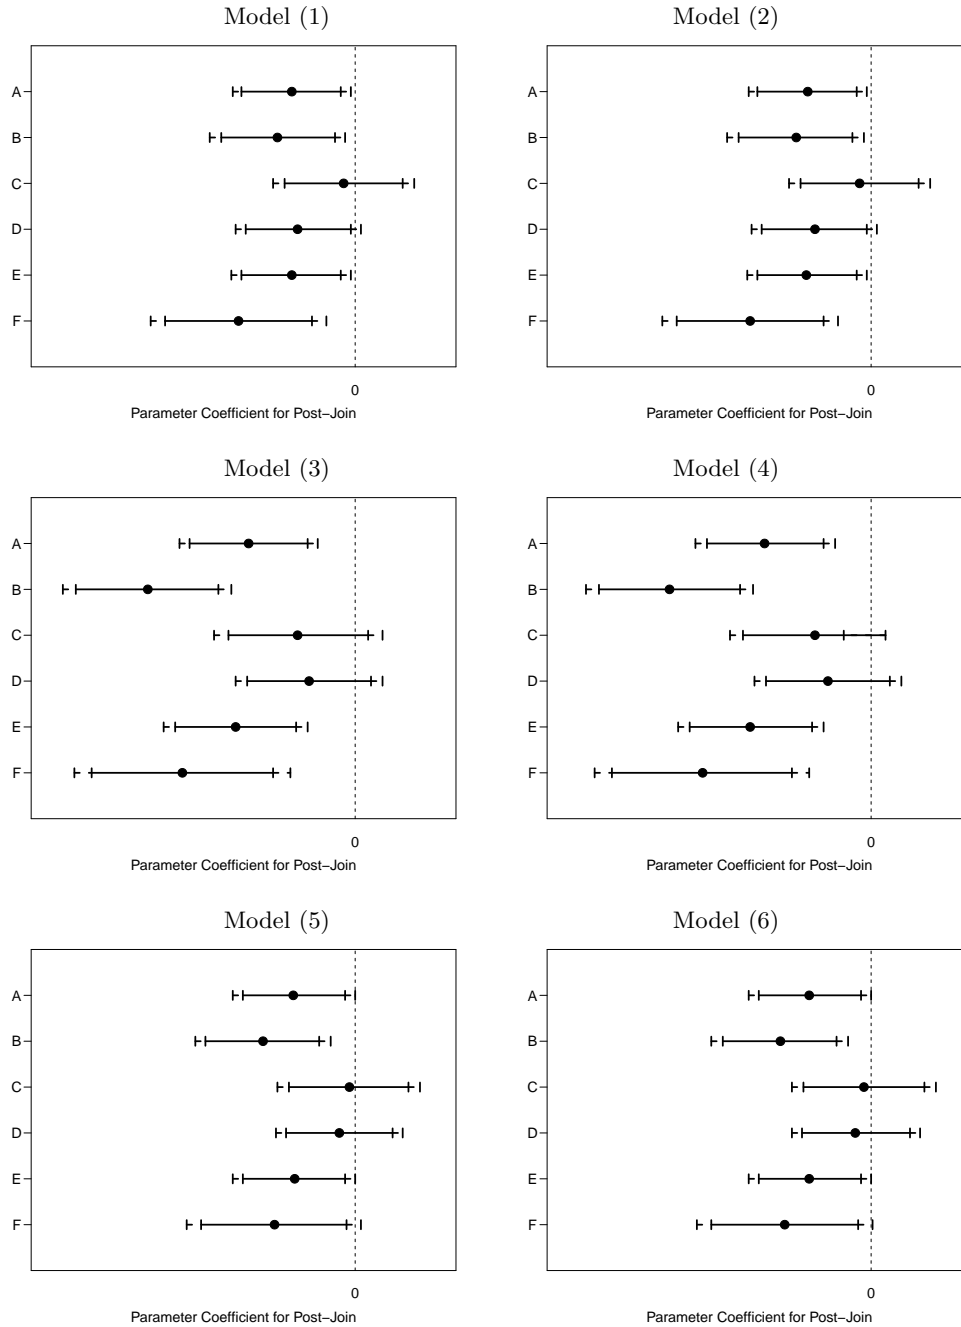 Model (1)
A
B
C
D
E
F
0
Parameter Coefficient for Post−Join
Model (2)
A
B
C
D
E
F
0
Parameter Coefficient for Post−Join
Model (3)
A
B
C
D
E
F
0
Parameter Coefficient for Post−Join
Model (4)
A
B
C
D
E
F
0
Parameter Coefficient for Post−Join
Model (5)
A
B
C
D
E
F
0
Parameter Coefficient for Post−Join
Model (6)
A
B
C
D
E
F
0
Parameter Coefficient for Post−Join